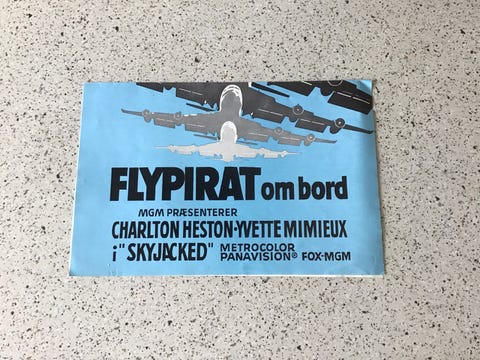 FLYPIRAT om bord
MGM PRÆSENTERER
CHARLTON HESTON-YVETTE MIMIEUX
i "SKYJACKED" METROCOLOR PANAVISION® FOX-MGM